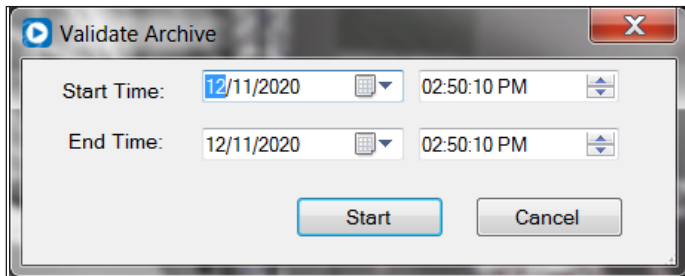 Validate Archive
Start Time: 12/11/2020 02:50:10 PM
End Time: 12/11/2020 02:50:10 PM
Start Cancel